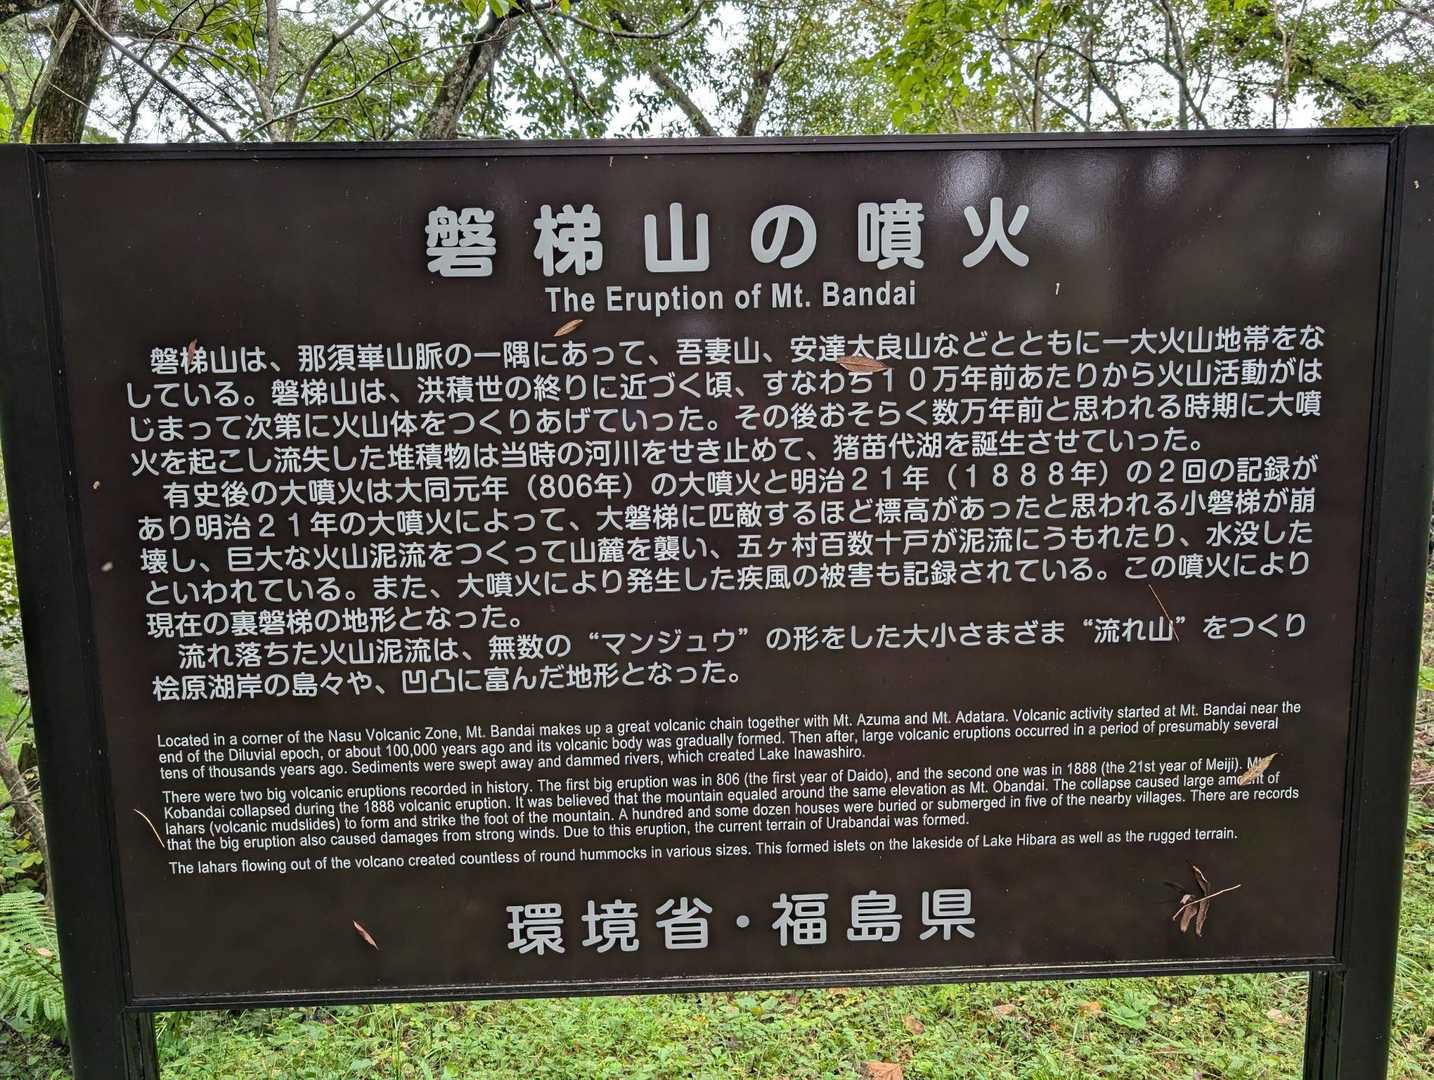 磐梯山の噴火
The Eruption of Mt. Bandai
磐梯山は、那須崋山脈の一隅にあって、吾妻山、安達太良山などとともに一大火山地帯をな
している。磐梯山は、洪積世の終りに近づく頃、すなわち１０万年前あたりから火山活動がは
じまって次第に火山体をつくりあげていった。その後おそらく数万年前と思われる時期に大噴
火を起こし流失した堆積物は当時の河川をせき止めて、猪苗代湖を誕生させていった。
有史後の大噴火は大同元年（806年）の大噴火と明治２１年（１８８８年）の２回の記録が
あり明治２１年の大噴火によって、大磐梯に匹敵するほど標高があったと思われる小磐梯が崩
壊し、巨大な火山泥流をつくって山麓を襲い、五ヶ村百数十戸が泥流にうもれたり、水没した
といわれている。また、大噴火により発生した疾風の被害も記録されている。この噴火により
現在の裏磐梯の地形となった。
流れ落ちた火山泥流は、無数の“マンジュウ”の形をした大小さまざま“流れ山”をつくり
桧原湖岸の島々や、凹凸に富んだ地形となった。
Located in a corner of the Nasu Volcanic Zone, Mt. Bandai makes up a great volcanic chain together with Mt. Azuma and Mt. Adatara. Volcanic activity started at Mt. Bandai near the
end of the Diluvial epoch, or about 100,000 years ago and its volcanic body was gradually formed. Then after, large volcanic eruptions occurred in a period of presumably several
tens of thousands years ago. Sediments were swept away and dammed rivers, which created Lake Inawashiro.
There were two big volcanic eruptions recorded in history. The first big eruption was in 806 (the first year of Daido), and the second one was in 1888 (the 21st year of Meiji). Mt.
Kobandai collapsed during the 1888 volcanic eruption. It was believed that the mountain equaled around the same elevation as Mt. Obandai. The collapse caused large amount of
lahars (volcanic mudslides) to form and strike the foot of the mountain. A hundred and some dozen houses were buried or submerged in five of the nearby villages. There are records
that the big eruption also caused damages from strong winds. Due to this eruption, the current terrain of Urabandai was formed.
The lahars flowing out of the volcano created countless of round hummocks in various sizes. This formed islets on the lakeside of Lake Hibara as well as the rugged terrain.
環境省・福島県